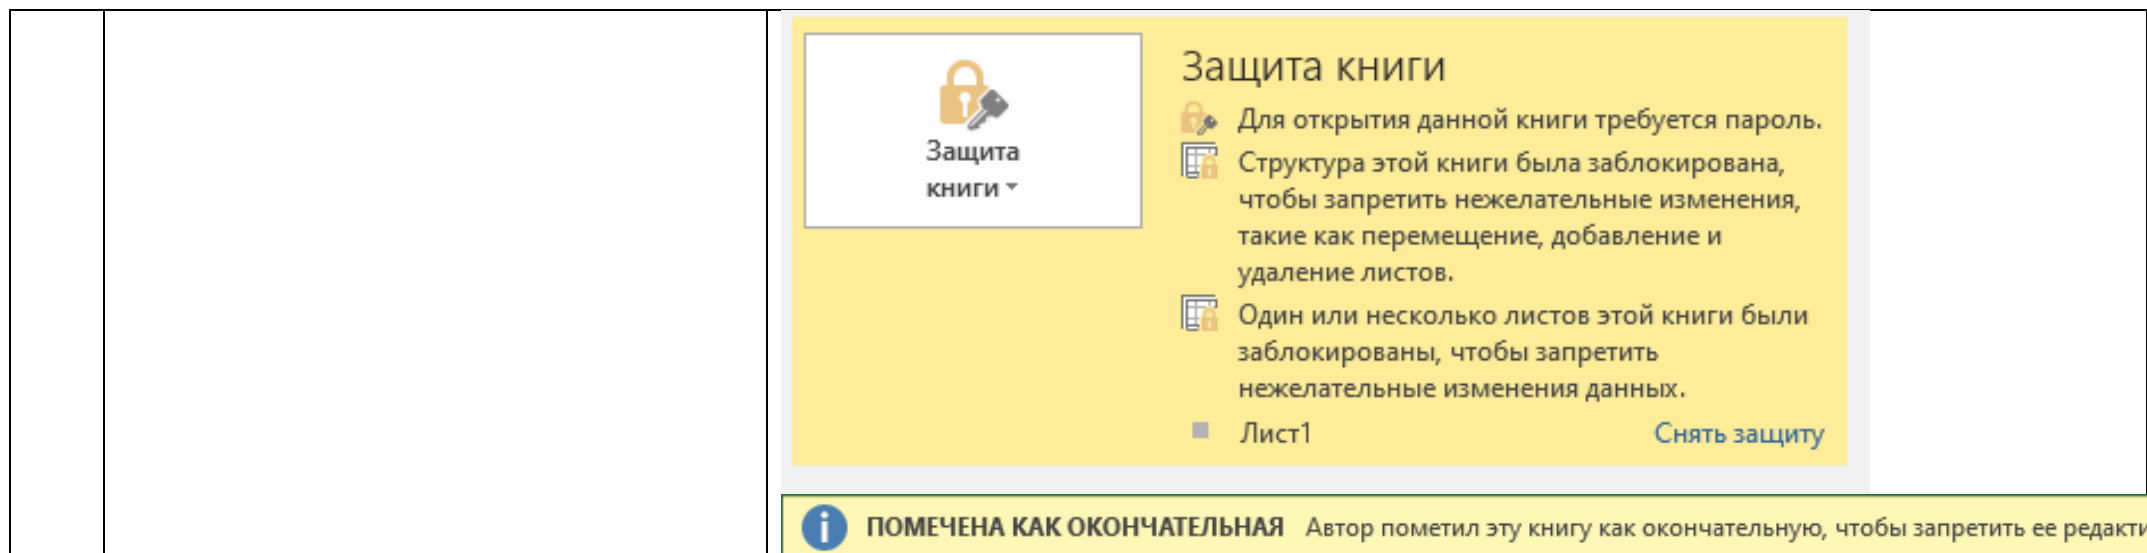 Защита
книги
Защита книги
Для открытия данной книги требуется пароль.
Структура этой книги была заблокирована,
чтобы запретить нежелательные изменения,
такие как перемещение, добавление и
удаление листов.
Один или несколько листов этой книги были
заблокированы, чтобы запретить
нежелательные изменения данных.
Лист1 Снять защиту
ПОМЕЧЕНА КАК ОКОНЧАТЕЛЬНАЯ Автор пометил эту книгу как окончательную, чтобы запретить ее